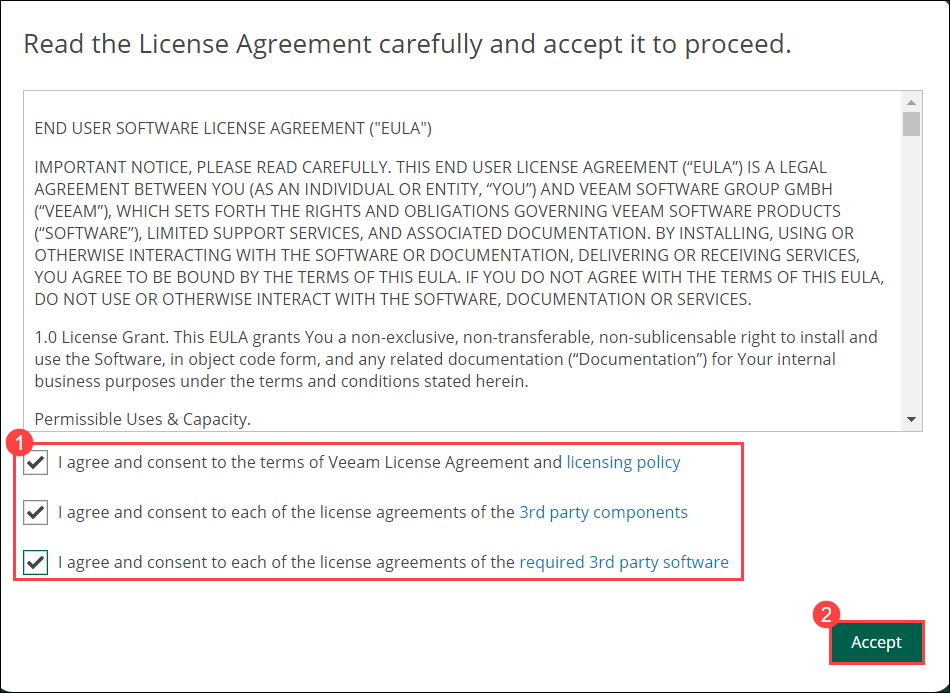 Read the License Agreement carefully and accept it to proceed.
END USER SOFTWARE LICENSE AGREEMENT ("EULA")
IMPORTANT NOTICE, PLEASE READ CAREFULLY. THIS END USER LICENSE AGREEMENT (“EULA”) IS A LEGAL
AGREEMENT BETWEEN YOU (AS AN INDIVIDUAL OR ENTITY, “YOU”) AND VEEAM SOFTWARE GROUP GMBH
(“VEEAM”), WHICH SETS FORTH THE RIGHTS AND OBLIGATIONS GOVERNING VEEAM SOFTWARE PRODUCTS
(“SOFTWARE”), LIMITED SUPPORT SERVICES, AND ASSOCIATED DOCUMENTATION. BY INSTALLING, USING OR
OTHERWISE INTERACTING WITH THE SOFTWARE OR DOCUMENTATION, DELIVERING OR RECEIVING SERVICES,
YOU AGREE TO BE BOUND BY THE TERMS OF THIS EULA. IF YOU DO NOT AGREE WITH THE TERMS OF THIS EULA,
DO NOT USE OR OTHERWISE INTERACT WITH THE SOFTWARE, DOCUMENTATION OR SERVICES.
1.0 License Grant. This EULA grants You a non-exclusive, non-transferable, non-sublicensable right to install and
use the Software, in object code form, and any related documentation (“Documentation”) for Your internal
business purposes under the terms and conditions stated herein.
Permissible Uses & Capacity.
1
I agree and consent to the terms of Veeam License Agreement and licensing policy
I agree and consent to each of the license agreements of the 3rd party components
I agree and consent to each of the license agreements of the required 3rd party software
2
Accept